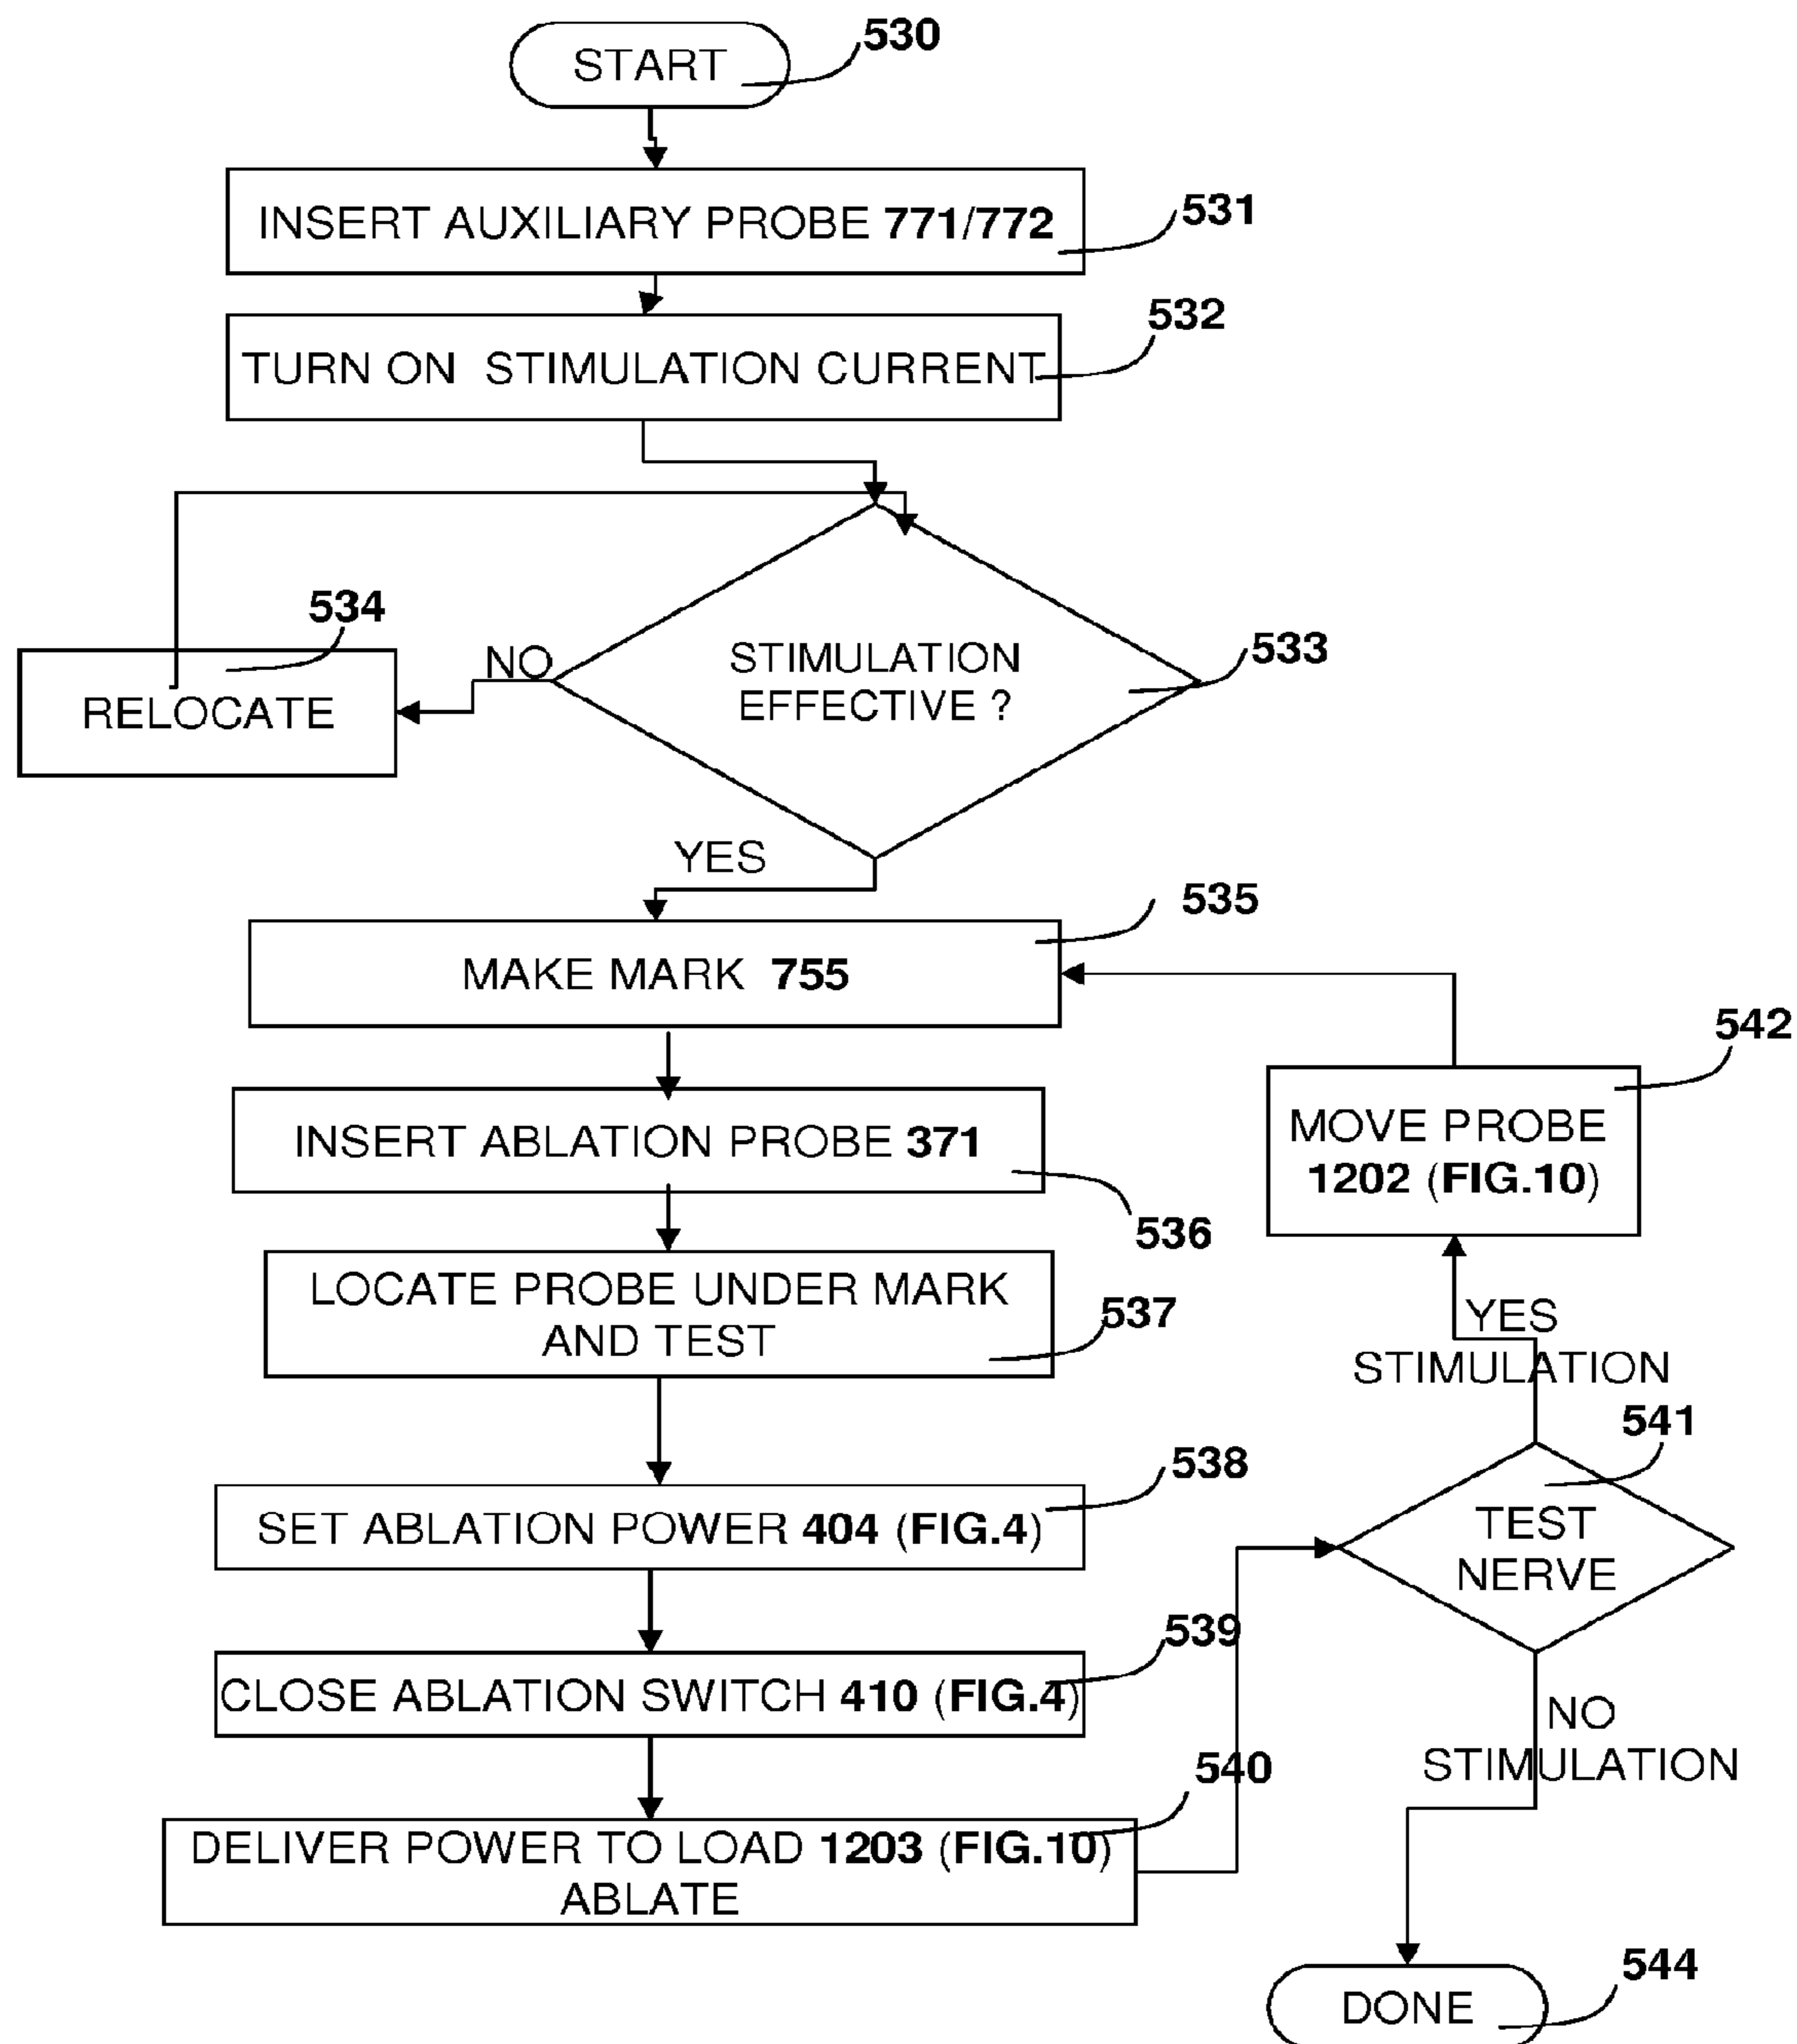 START
530
INSERT AUXILIARY PROBE 771/772
531
TURN ON STIMULATION CURRENT
532
STIMULATION
EFFECTIVE ?
533
NO
534
RELOCATE
YES
535
MAKE MARK 755
INSERT ABLATION PROBE 371
536
LOCATE PROBE UNDER MARK
AND TEST
537
SET ABLATION POWER 404 (FIG.4)
538
CLOSE ABLATION SWITCH 410 (FIG.4)
539
DELIVER POWER TO LOAD 1203 (FIG.10)
ABLATE
540
TEST
NERVE
541
YES
STIMULATION
MOVE PROBE
1202 (FIG.10)
542
NO
STIMULATION
DONE
544